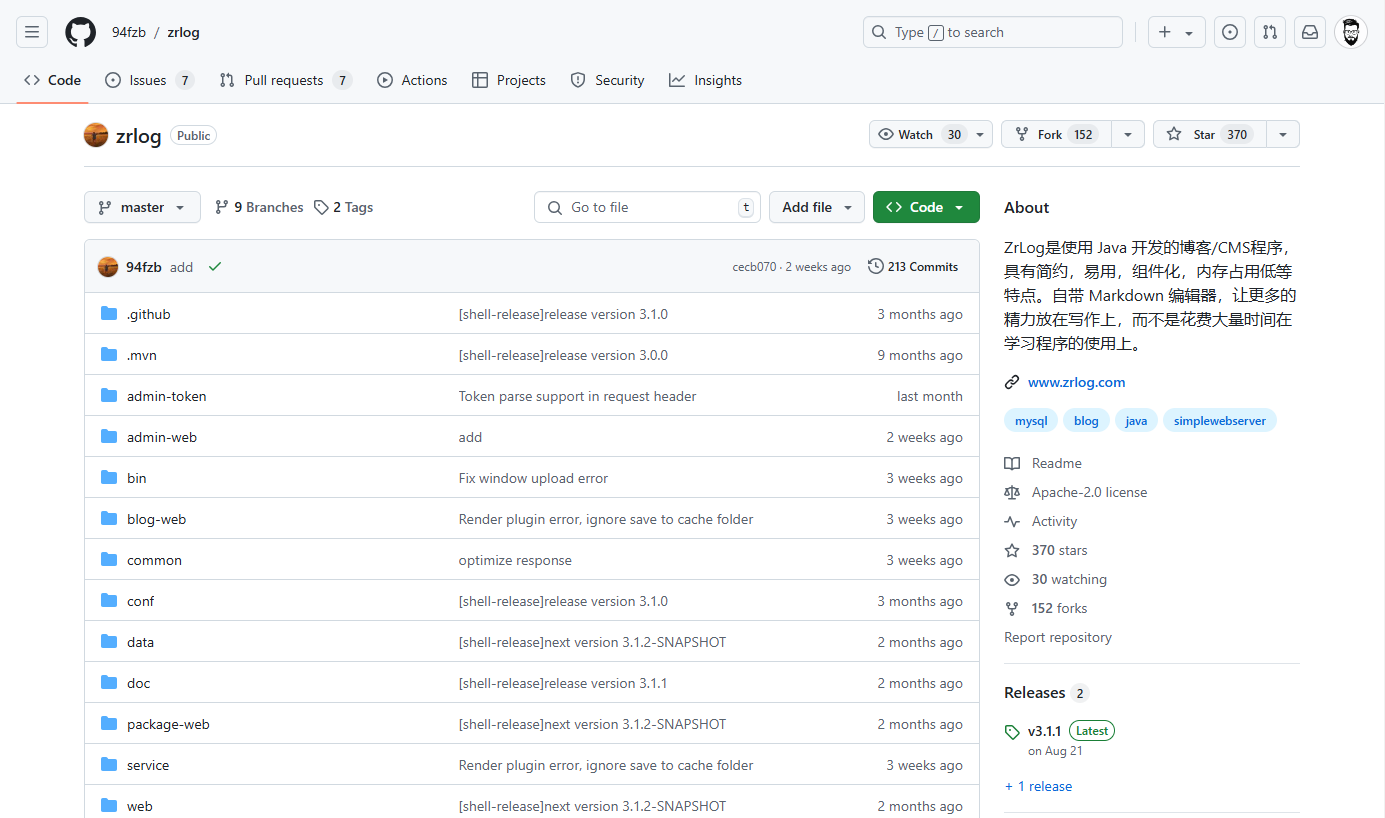 94fzb / zrlog
Type / to search
Code
Issues 7
Pull requests 7
Actions
Projects
Security
Insights
zrlog Public
Watch 30
Fork 152
Star 370
master
9 Branches
2 Tags
Go to file t
Add file
Code
94fzb add
cecb070 · 2 weeks ago
213 Commits
.github [shell-release]release version 3.1.0 3 months ago
.mvn [shell-release]release version 3.0.0 9 months ago
admin-token Token parse support in request header last month
admin-web add 2 weeks ago
bin Fix window upload error 3 weeks ago
blog-web Render plugin error, ignore save to cache folder 3 weeks ago
common optimize response 3 weeks ago
conf [shell-release]release version 3.1.0 3 months ago
data [shell-release]next version 3.1.2-SNAPSHOT 2 months ago
doc [shell-release]release version 3.1.1 2 months ago
package-web [shell-release]next version 3.1.2-SNAPSHOT 2 months ago
service Render plugin error, ignore save to cache folder 3 weeks ago
web [shell-release]next version 3.1.2-SNAPSHOT 2 months ago
About
ZrLog是使用 Java 开发的博客/CMS程序，
具有简约，易用，组件化，内存占用低等
特点。自带 Markdown 编辑器，让更多的
精力放在写作上，而不是花费大量时间在
学习程序的使用上。
www.zrlog.com
mysql blog java simplewebserver
Readme
Apache-2.0 license
Activity
370 stars
30 watching
152 forks
Report repository
Releases 2
v3.1.1 Latest
on Aug 21
+ 1 release